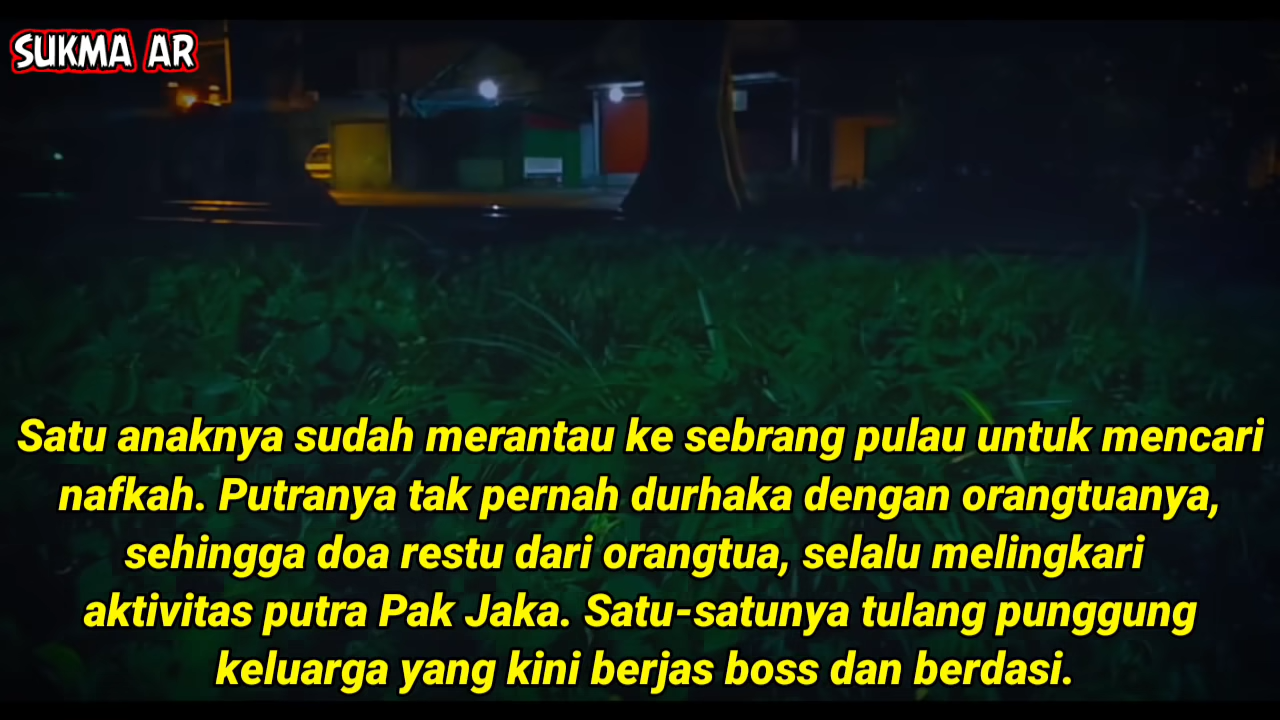 SUKMA AR
Satu anaknya sudah merantau ke sebrang pulau untuk mencari
nafkah. Putranya tak pernah durhaka dengan orangtuanya,
sehingga doa restu dari orangtua, selalu melingkari
aktivitas putra Pak Jaka. Satu-satunya tulang punggung
keluarga yang kini berjas boss dan berdasi.